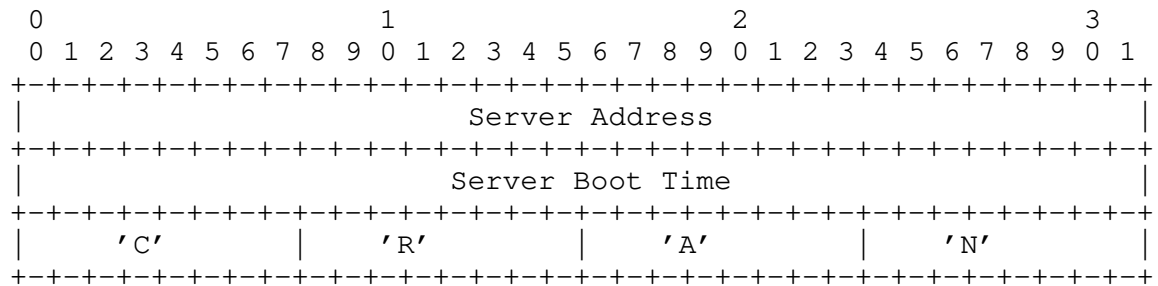 0                   1                   2                   3
 0 1 2 3 4 5 6 7 8 9 0 1 2 3 4 5 6 7 8 9 0 1 2 3 4 5 6 7 8 9 0 1
+-+-+-+-+-+-+-+-+-+-+-+-+-+-+-+-+-+-+-+-+-+-+-+-+-+-+-+-+-+-+-+-+
|                         Server Address                        |
+-+-+-+-+-+-+-+-+-+-+-+-+-+-+-+-+-+-+-+-+-+-+-+-+-+-+-+-+-+-+-+-+
|                        Server Boot Time                       |
+-+-+-+-+-+-+-+-+-+-+-+-+-+-+-+-+-+-+-+-+-+-+-+-+-+-+-+-+-+-+-+-+
|     'C'       |    'R'        |    'A'        |    'N'        |
+-+-+-+-+-+-+-+-+-+-+-+-+-+-+-+-+-+-+-+-+-+-+-+-+-+-+-+-+-+-+-+-+